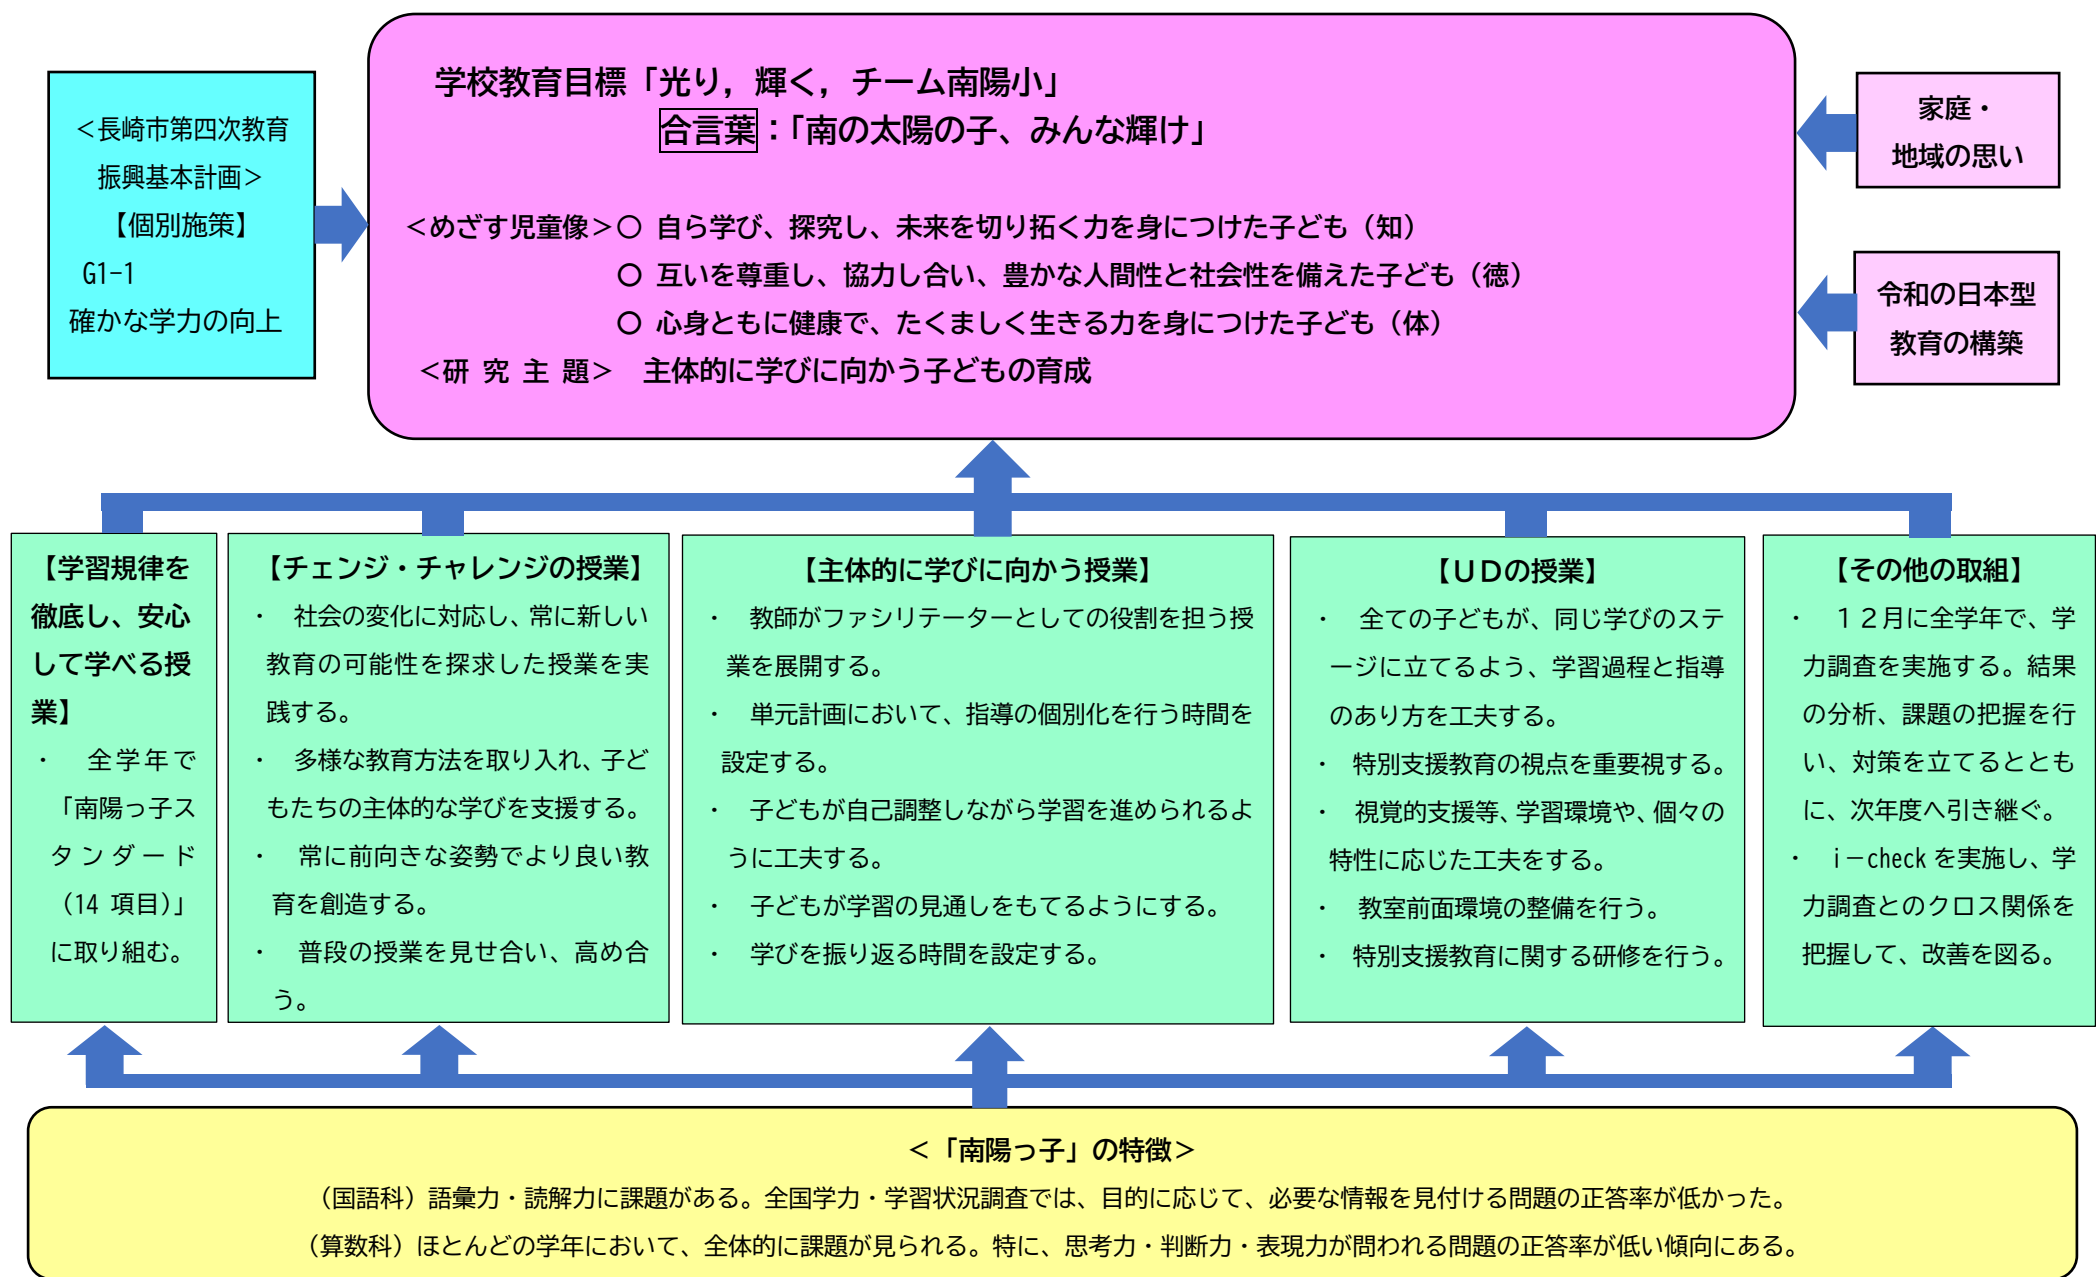 学校教育目標「光り，輝く，チーム南陽小」
合言葉：「南の太陽の子、みんな輝け」
＜めざす児童像＞〇 自ら学び、探究し、未来を切り拓く力を身につけた子ども（知）
〇 互いを尊重し、協力し合い、豊かな人間性と社会性を備えた子ども（徳）
〇 心身ともに健康で、たくましく生きる力を身につけた子ども（体）
＜研 究 主 題＞ 主体的に学びに向かう子どもの育成
＜長崎市第四次教育
振興基本計画＞
【個別施策】
G1-1
確かな学力の向上
家庭・
地域の思い
令和の日本型
教育の構築
【学習規律を
徹底し、安心
して学べる授
業】
・ 全学年で
「南陽っ子ス
タンダード
（14 項目）」
に取り組む。
【チェンジ・チャレンジの授業】
・ 社会の変化に対応し、常に新しい
教育の可能性を探求した授業を実
践する。
・ 多様な教育方法を取り入れ、子ど
もたちの主体的な学びを支援する。
・ 常に前向きな姿勢でより良い教
育を創造する。
・ 普段の授業を見せ合い、高め合
う。
【主体的に学びに向かう授業】
・ 教師がファシリテーターとしての役割を担う授
業を展開する。
・ 単元計画において、指導の個別化を行う時間を
設定する。
・ 子どもが自己調整しながら学習を進められるよ
うに工夫する。
・ 子どもが学習の見通しをもてるようにする。
・ 学びを振り返る時間を設定する。
【ＵＤの授業】
・ 全ての子どもが、同じ学びのステ
ージに立てるよう、学習過程と指導
のあり方を工夫する。
・ 特別支援教育の視点を重要視する。
・ 視覚的支援等、学習環境や、個々の
特性に応じた工夫をする。
・ 教室前面環境の整備を行う。
・ 特別支援教育に関する研修を行う。
【その他の取組】
・ １２月に全学年で、学
力調査を実施する。結果
の分析、課題の把握を行
い、対策を立てるととも
に、次年度へ引き継ぐ。
・ i－check を実施し、学
力調査とのクロス関係を
把握して、改善を図る。
＜「南陽っ子」の特徴＞
（国語科）語彙力・読解力に課題がある。全国学力・学習状況調査では、目的に応じて、必要な情報を見付ける問題の正答率が低かった。
（算数科）ほとんどの学年において、全体的に課題が見られる。特に、思考力・判断力・表現力が問われる問題の正答率が低い傾向にある。